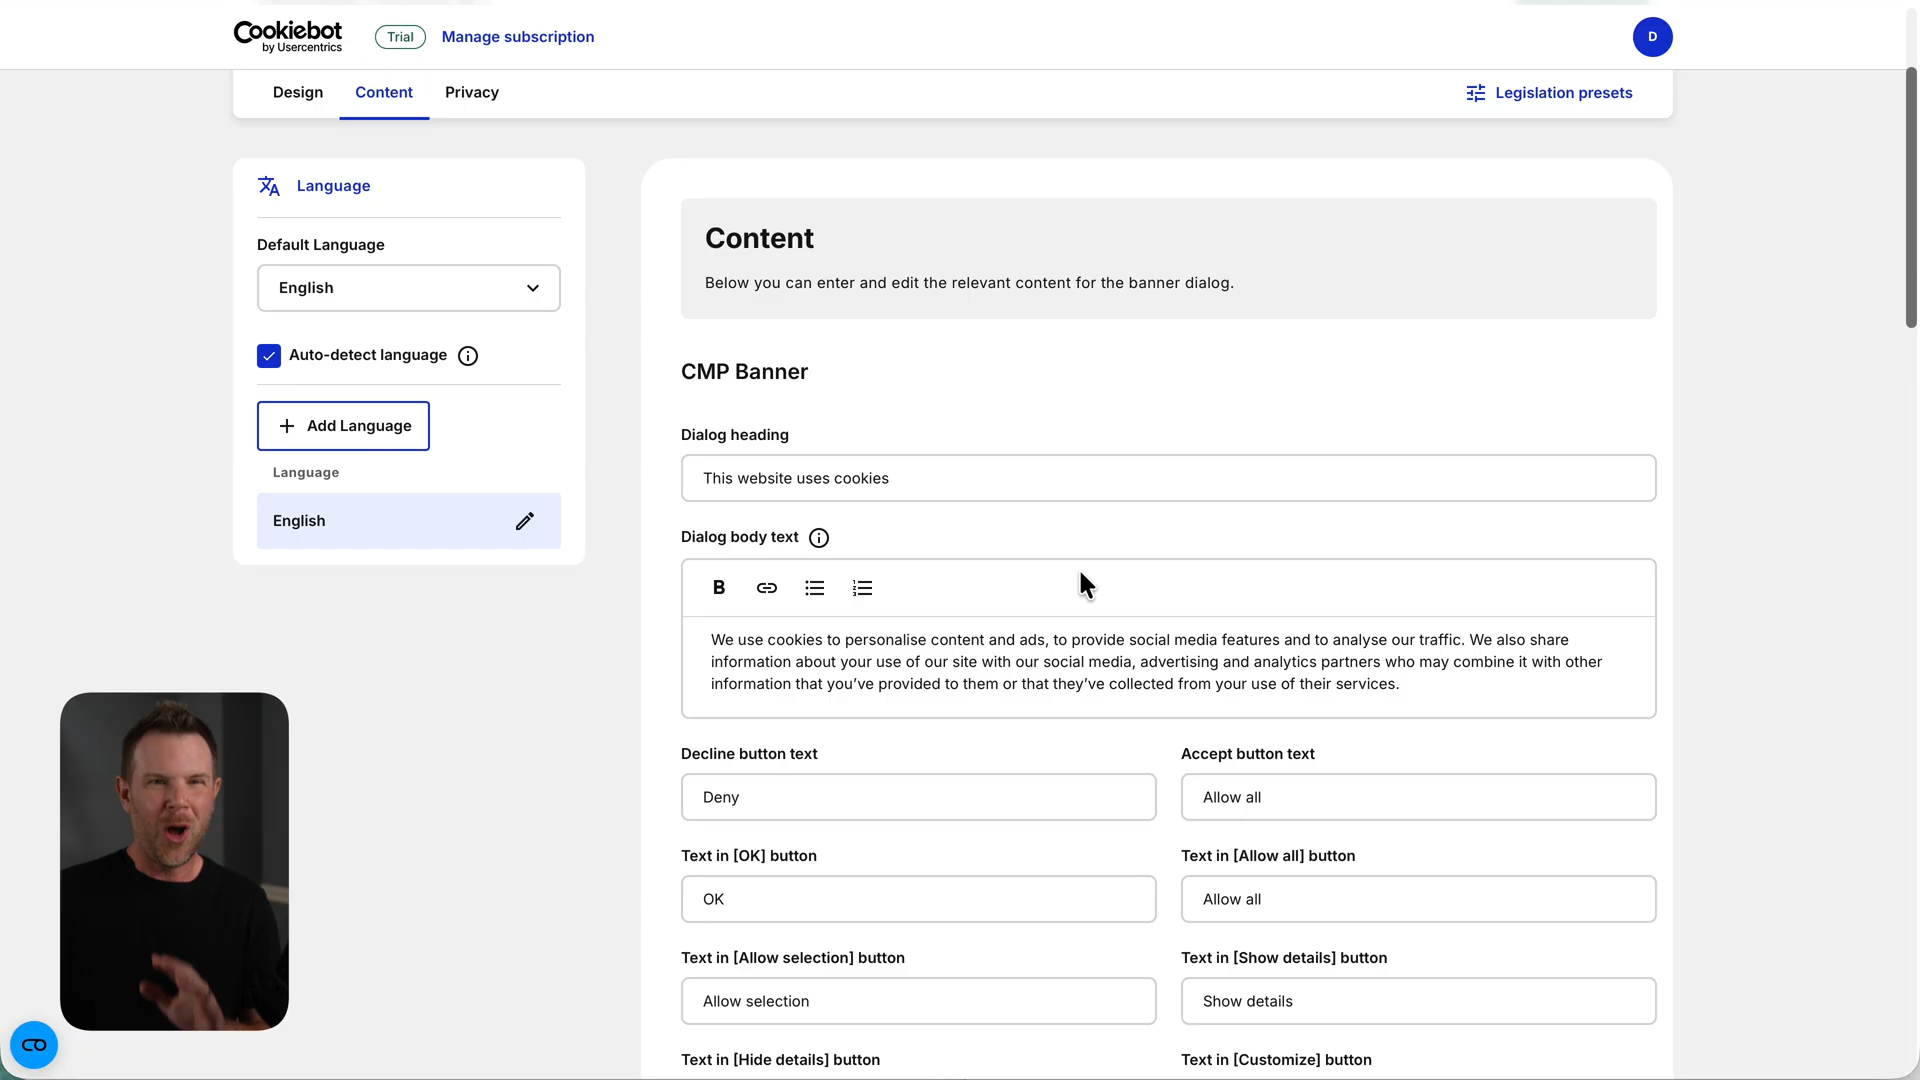 Cookiebot
by Usercentrics
Trial
Manage subscription
D
Design
Content
Privacy
Legislation presets
Language
Default Language
English
Auto-detect language
Add Language
Language
English
Content
Below you can enter and edit the relevant content for the banner dialog.
CMP Banner
Dialog heading
This website uses cookies
Dialog body text
B
We use cookies to personalise content and ads, to provide social media features and to analyse our traffic. We also share
information about your use of our site with our social media, advertising and analytics partners who may combine it with other
information that you’ve provided to them or that they’ve collected from your use of their services.
Decline button text
Accept button text
Deny
Allow all
Text in [OK] button
Text in [Allow all] button
OK
Allow all
Text in [Allow selection] button
Text in [Show details] button
Allow selection
Show details
Text in [Hide details] button
Text in [Customize] button